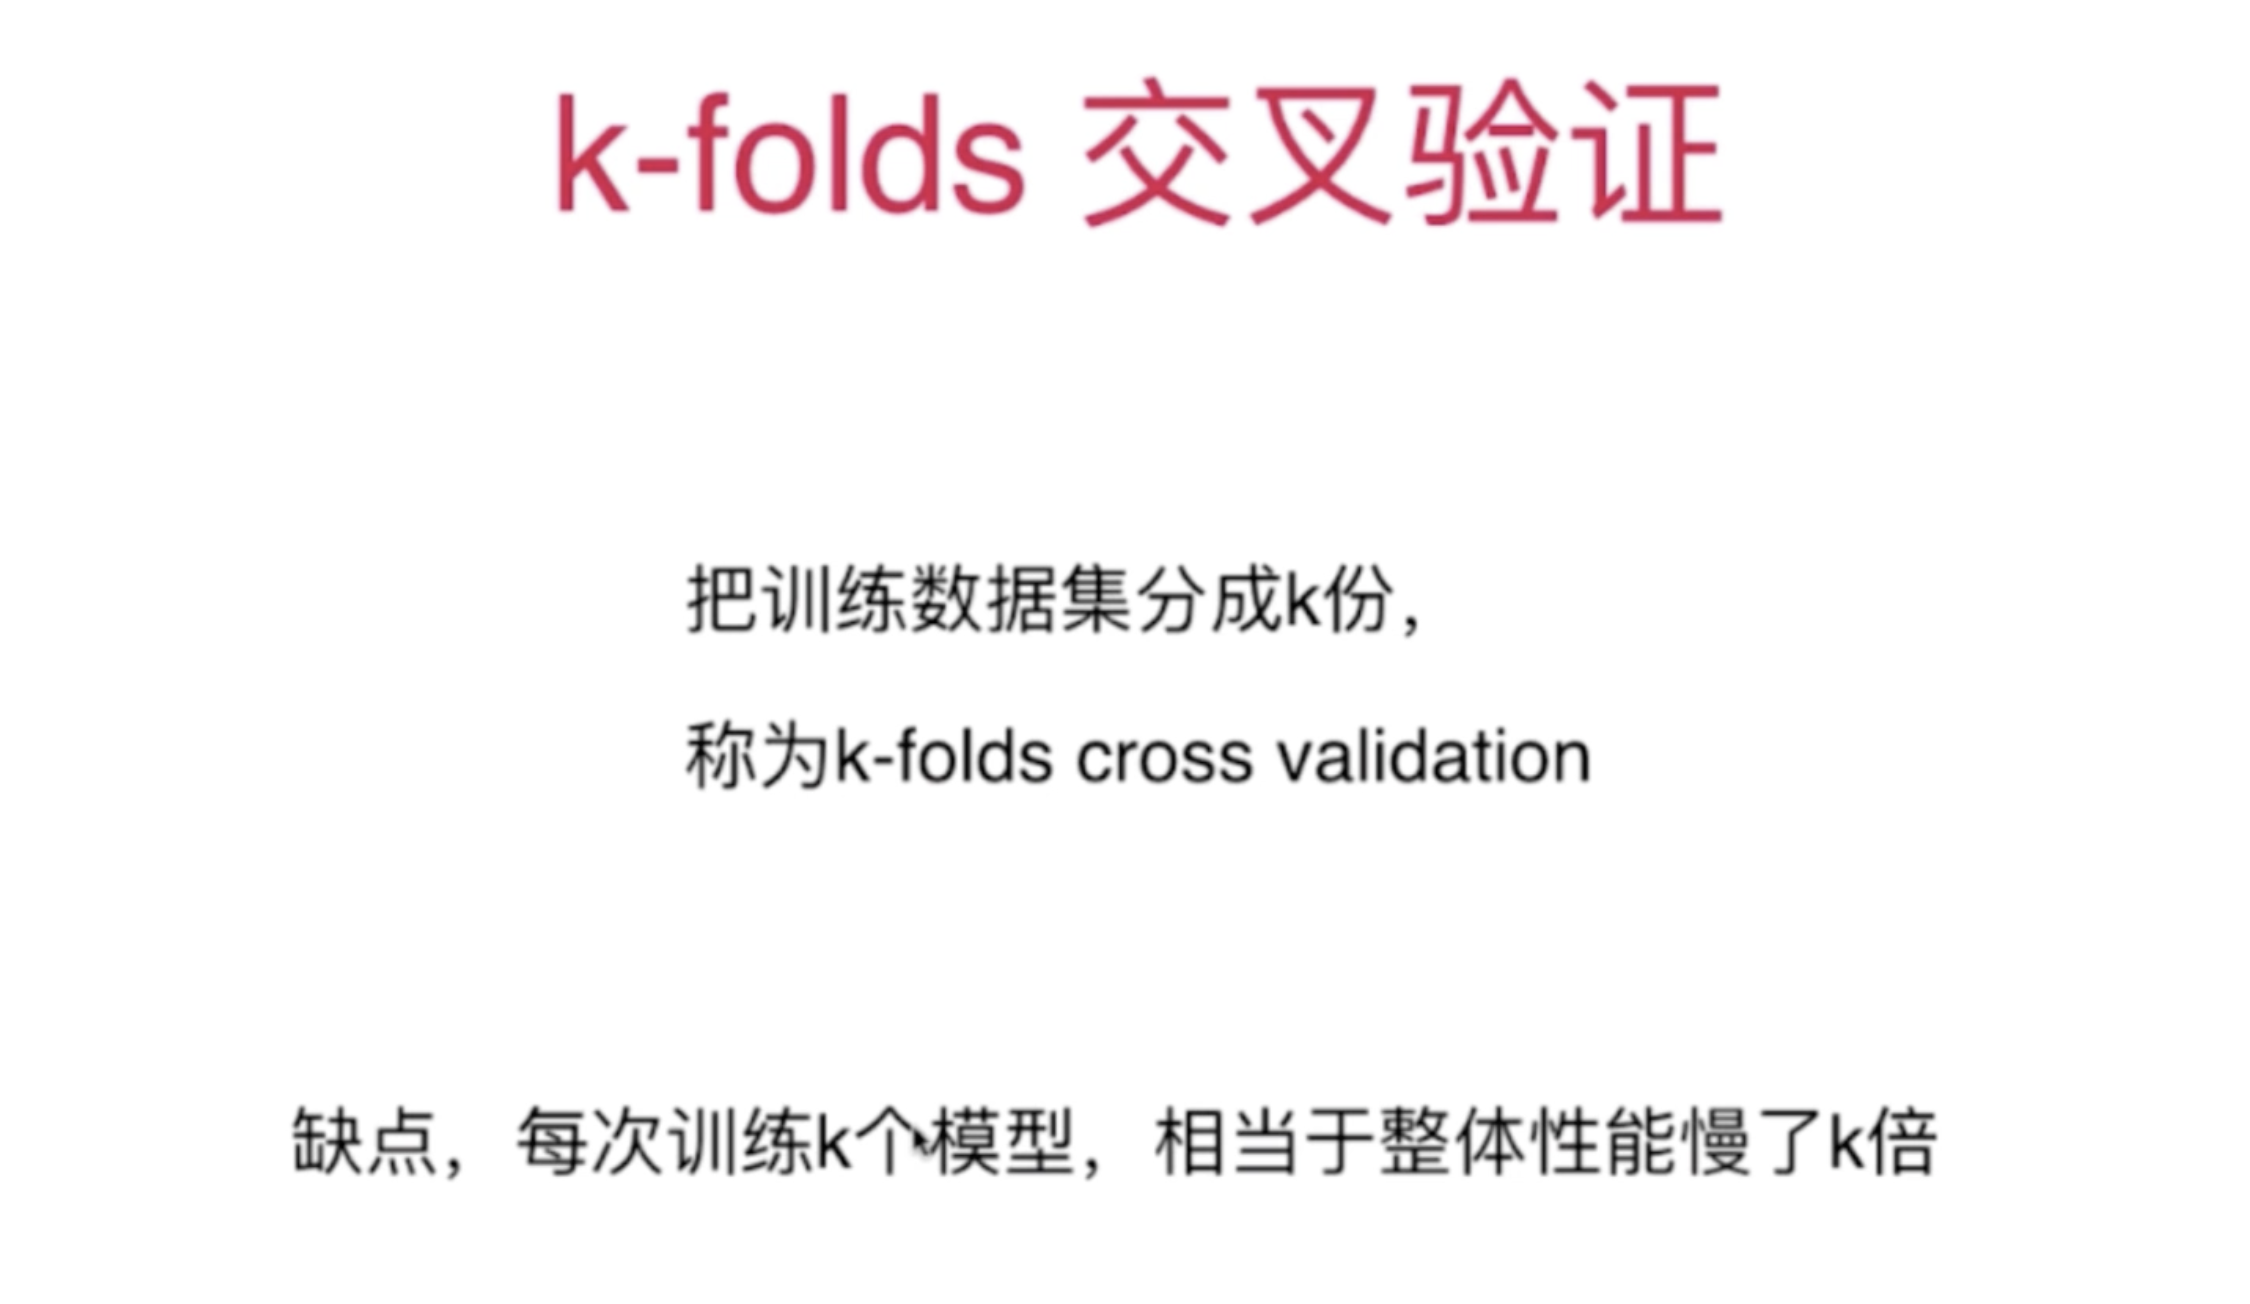 k-folds 交叉验证
把训练数据集分成k份，
称为k-folds cross validation
缺点，每次训练k个模型，相当于整体性能慢了k倍